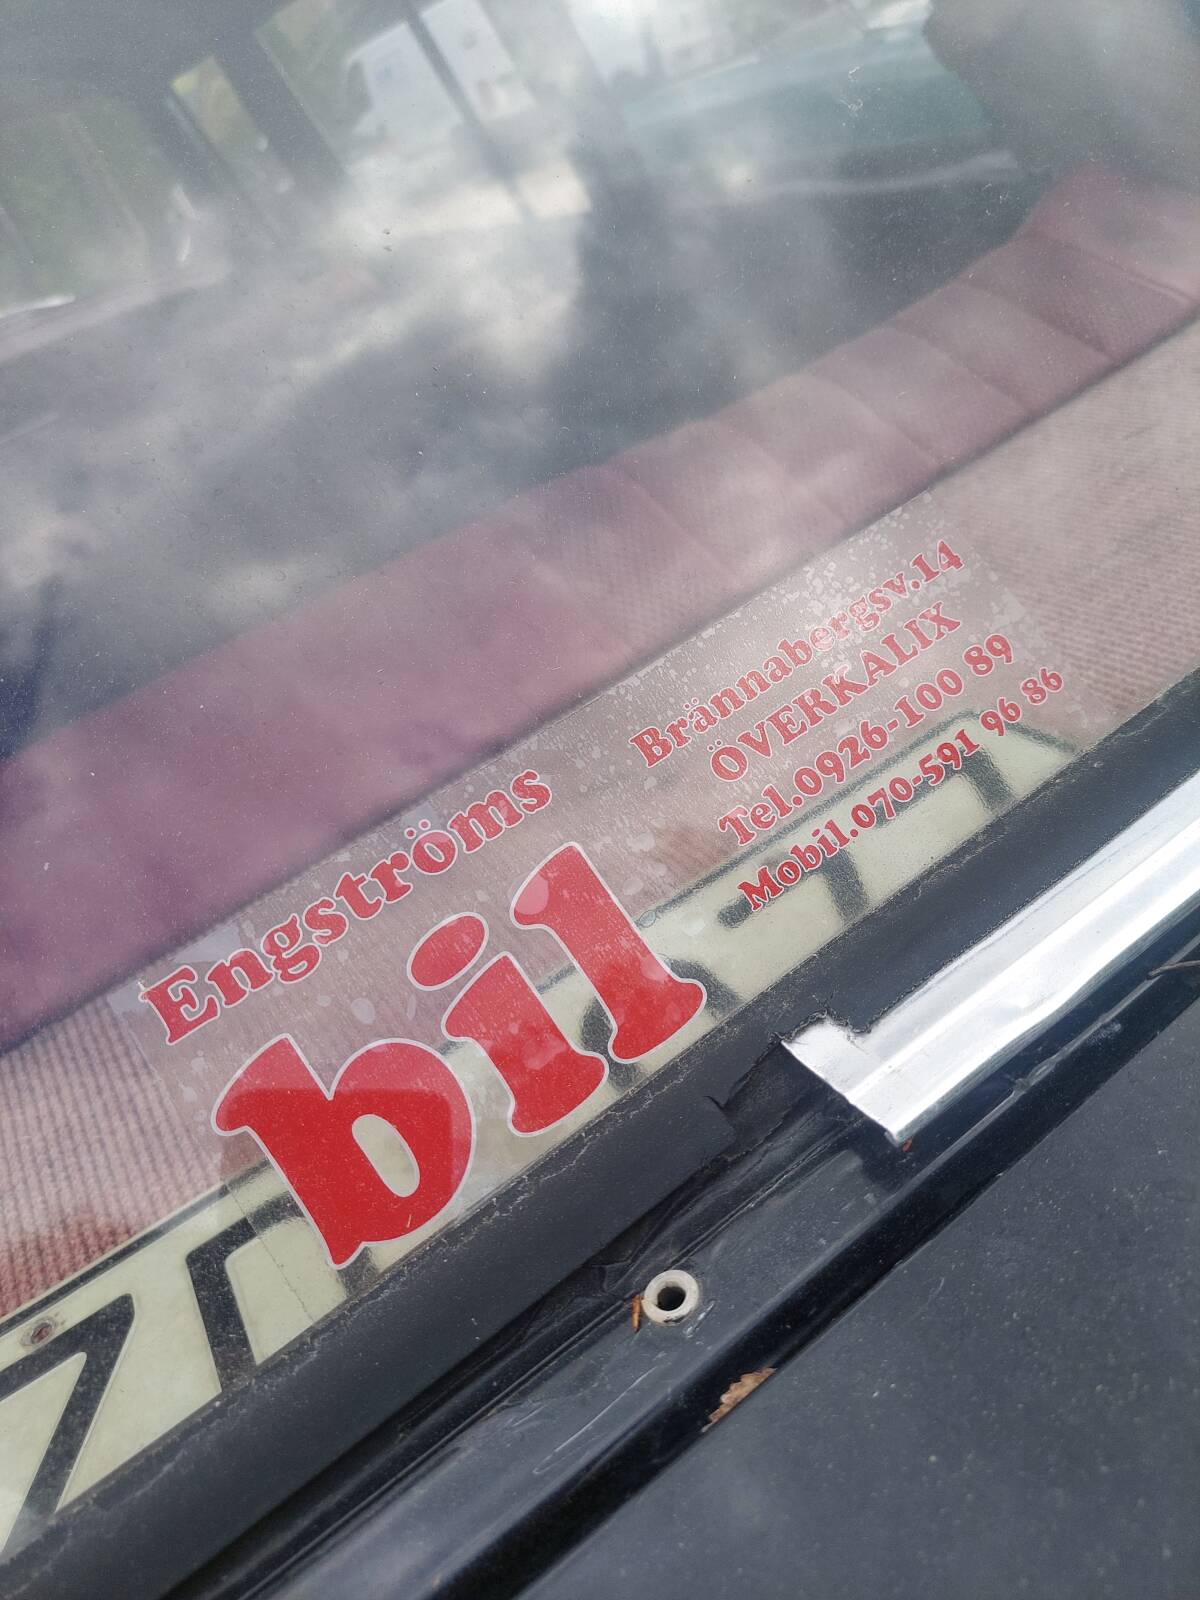 Engströms
bil
Brännabergsv.14
ÖVERKALIX
Tel.0926-100 89
Mobil.070-591 96 86